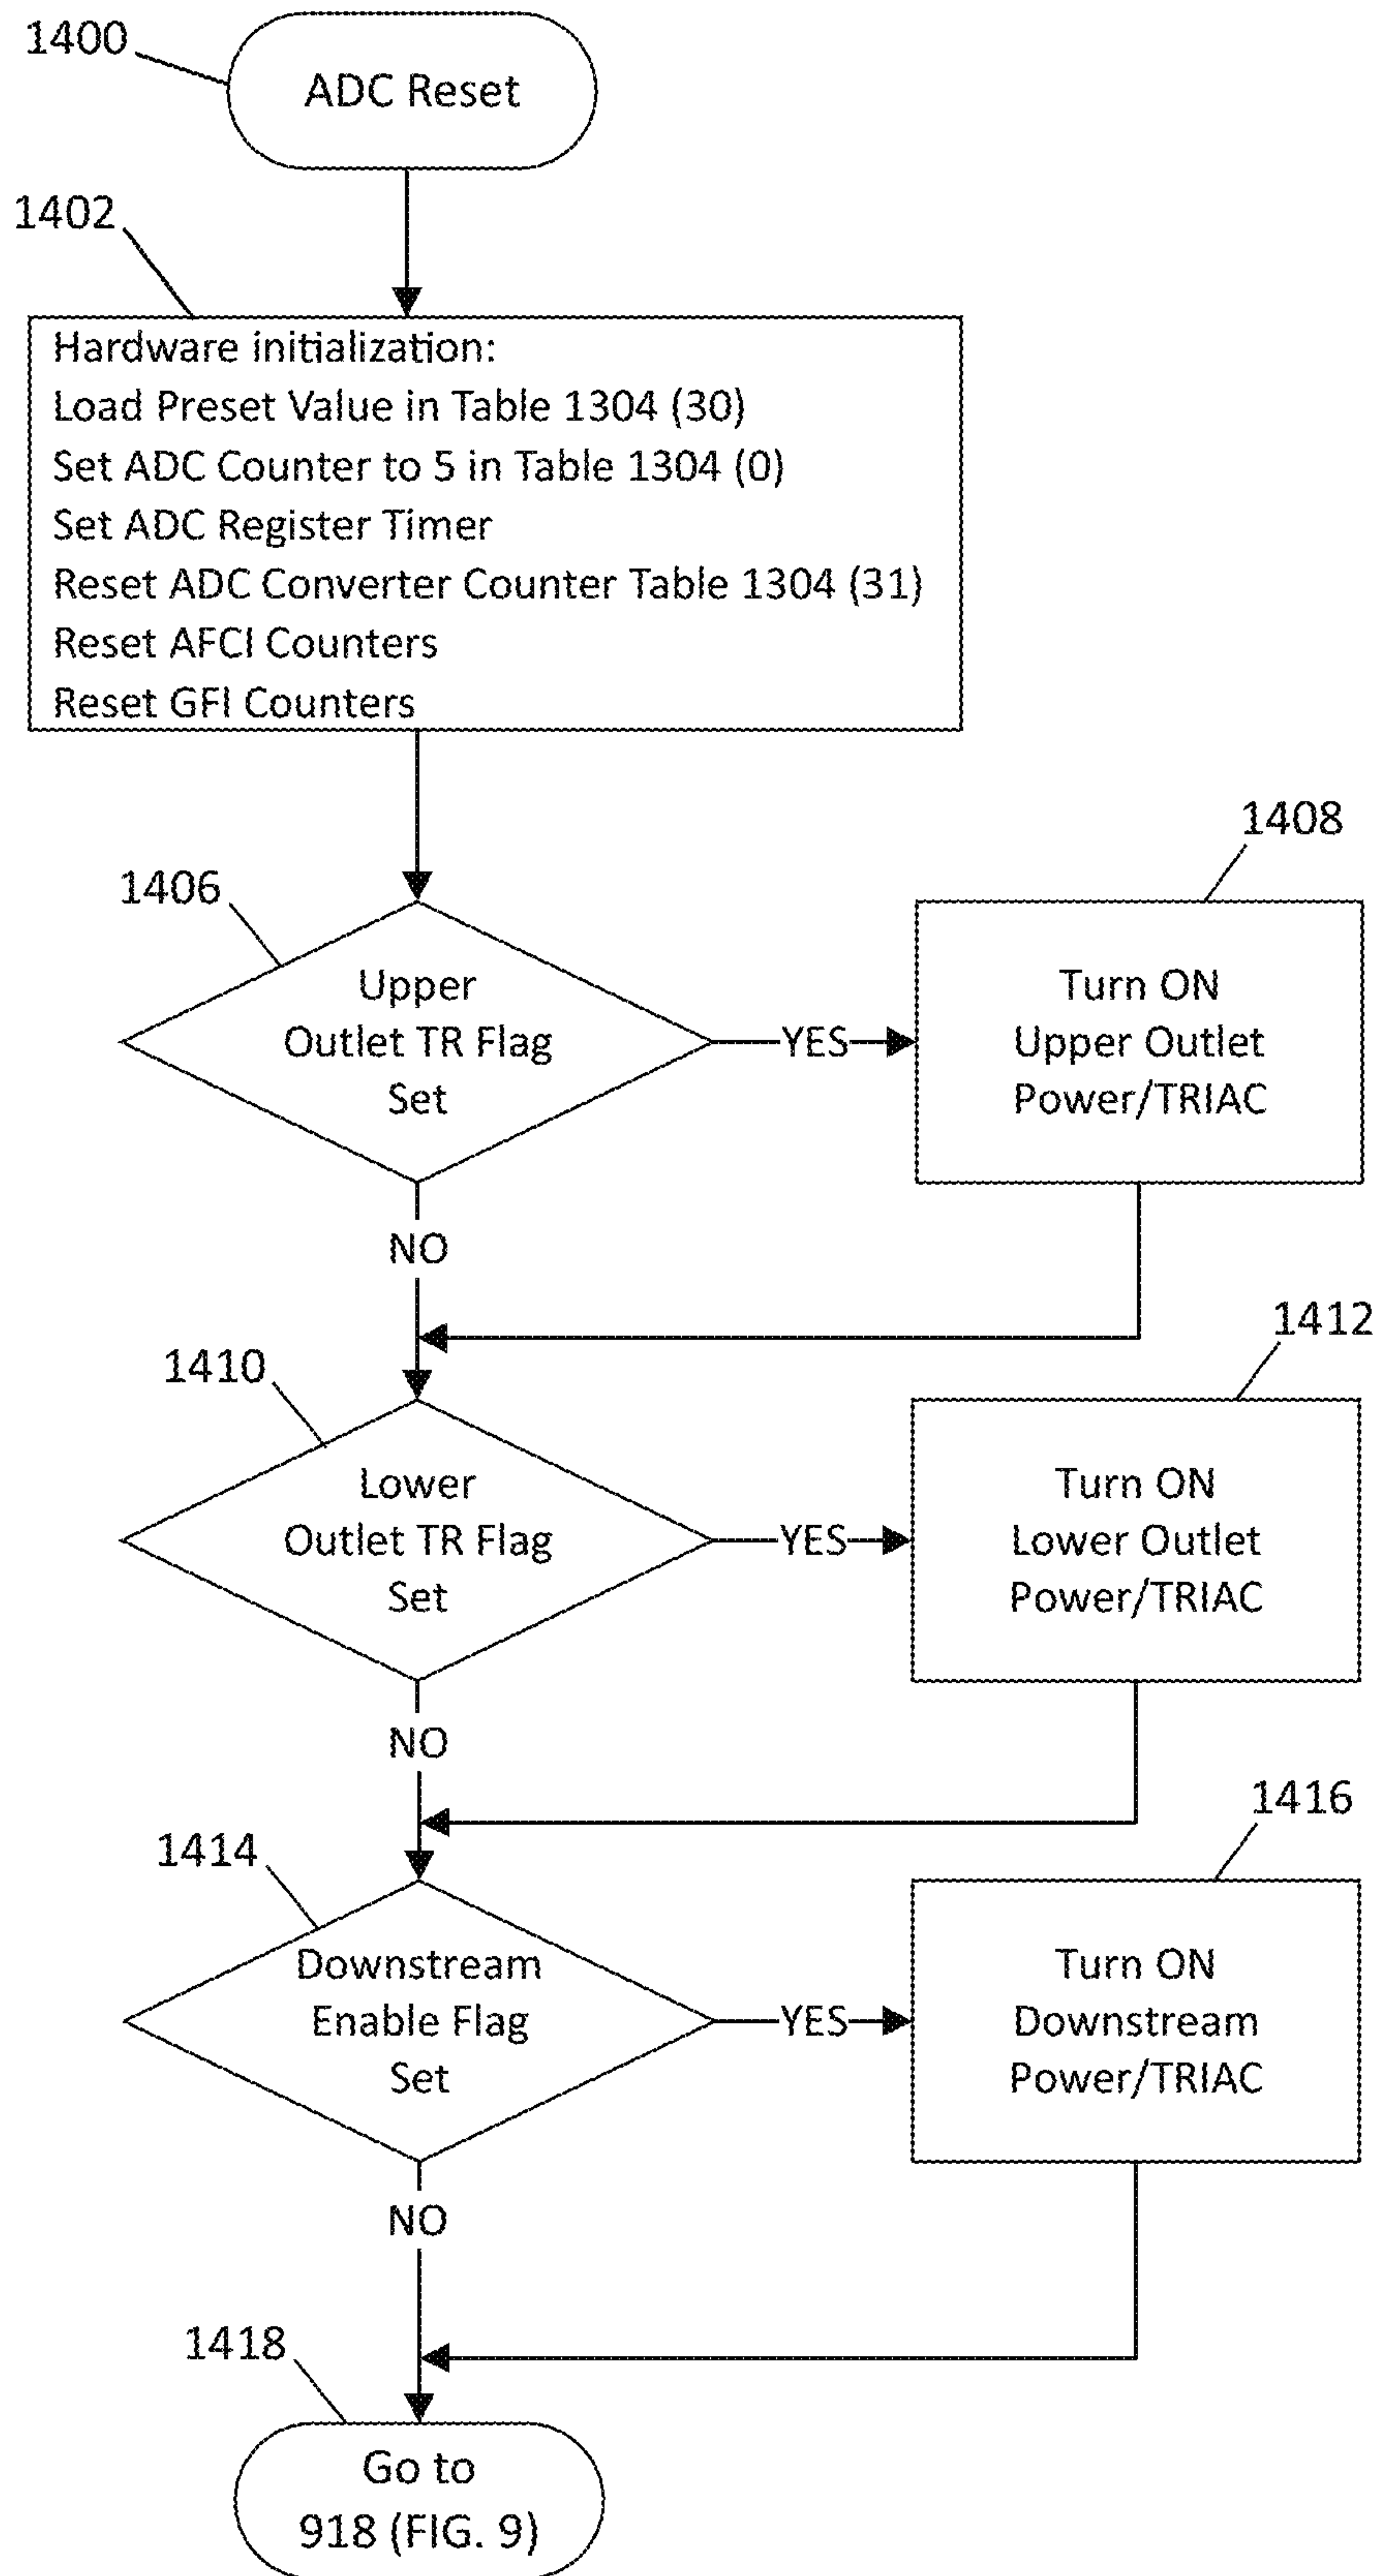 1400
ADC Reset
1402
Hardware initialization:
Load Preset Value in Table 1304 (30)
Set ADC Counter to 5 in Table 1304 (0)
Set ADC Register Timer
Reset ADC Converter Counter Table 1304 (31)
Reset AFCI Counters
Reset GFI Counters
1406
Upper
Outlet TR Flag
Set
YES
1408
Turn ON
Upper Outlet
Power/TRIAC
NO
1410
Lower
Outlet TR Flag
Set
YES
1412
Turn ON
Lower Outlet
Power/TRIAC
NO
1414
Downstream
Enable Flag
Set
YES
1416
Turn ON
Downstream
Power/TRIAC
NO
1418
Go to
918 (FIG. 9)